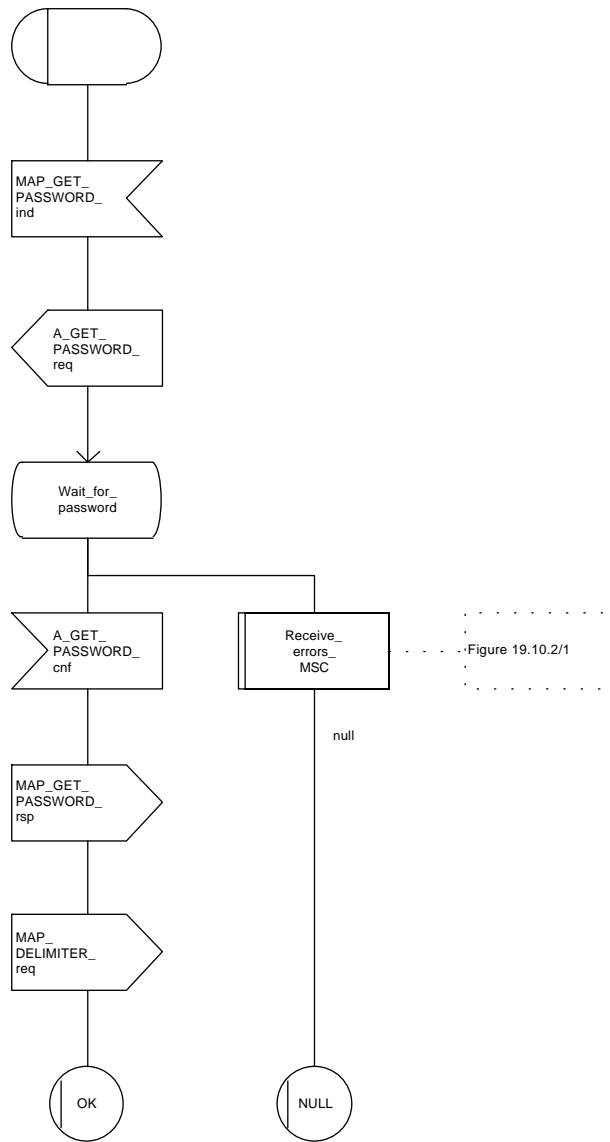 MAP_GET_
PASSWORD_
ind
A_GET_
PASSWORD_
req
Wait_for_
password
A_GET_
PASSWORD_
cnf
Receive_
errors_
MSC
Figure 19.10.2/1
null
MAP_GET_
PASSWORD_
rsp
MAP_
DELIMITER_
req
OK
NULL